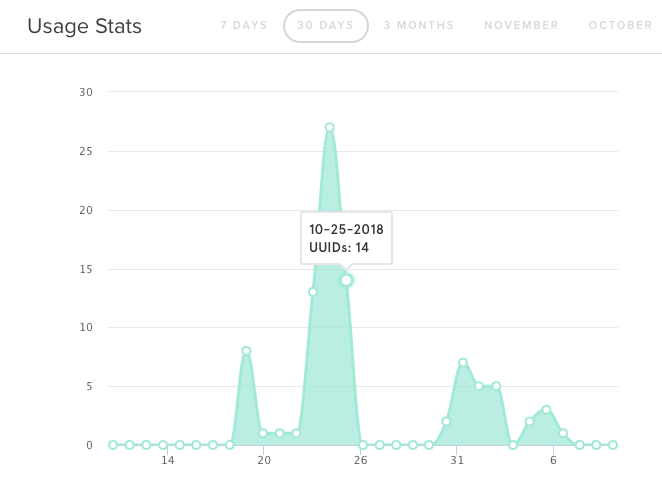 Usage Stats
7 DAYS
30 DAYS
3 MONTHS
NOVEMBER
OCTOBER
30
25
20
10-25-2018
UUIDs: 14
15
10
5
0
14
20
26
31
6